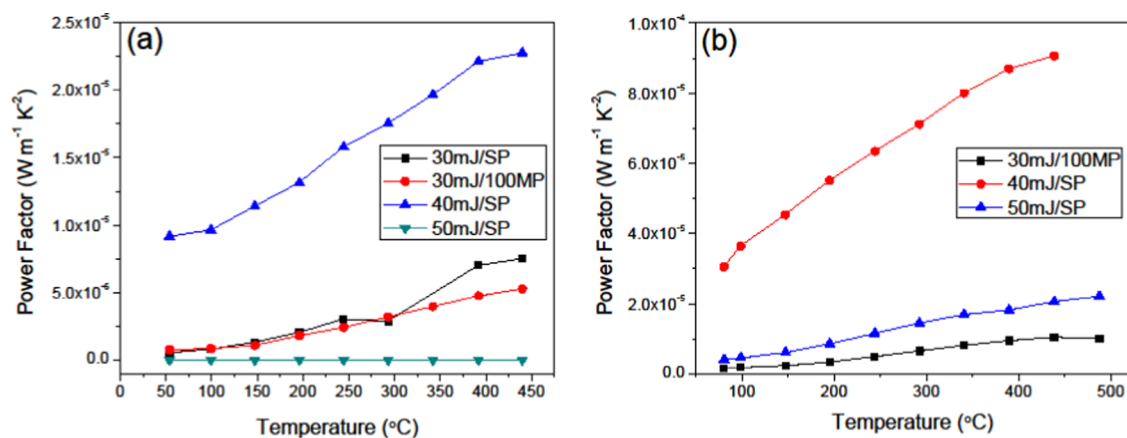 (a)
Power Factor (W m⁻¹ K⁻²)
2.5x10⁻⁵
2.0x10⁻⁵
1.5x10⁻⁵
1.0x10⁻⁵
5.0x10⁻⁶
0.0
0 50 100 150 200 250 300 350 400 450
Temperature (°C)
30mJ/SP
30mJ/100MP
40mJ/SP
50mJ/SP
(b)
Power Factor (W m⁻¹ K⁻²)
1.0x10⁻⁴
8.0x10⁻⁵
6.0x10⁻⁵
4.0x10⁻⁵
2.0x10⁻⁵
0.0
100 200 300 400 500
Temperature (°C)
30mJ/100MP
40mJ/SP
50mJ/SP